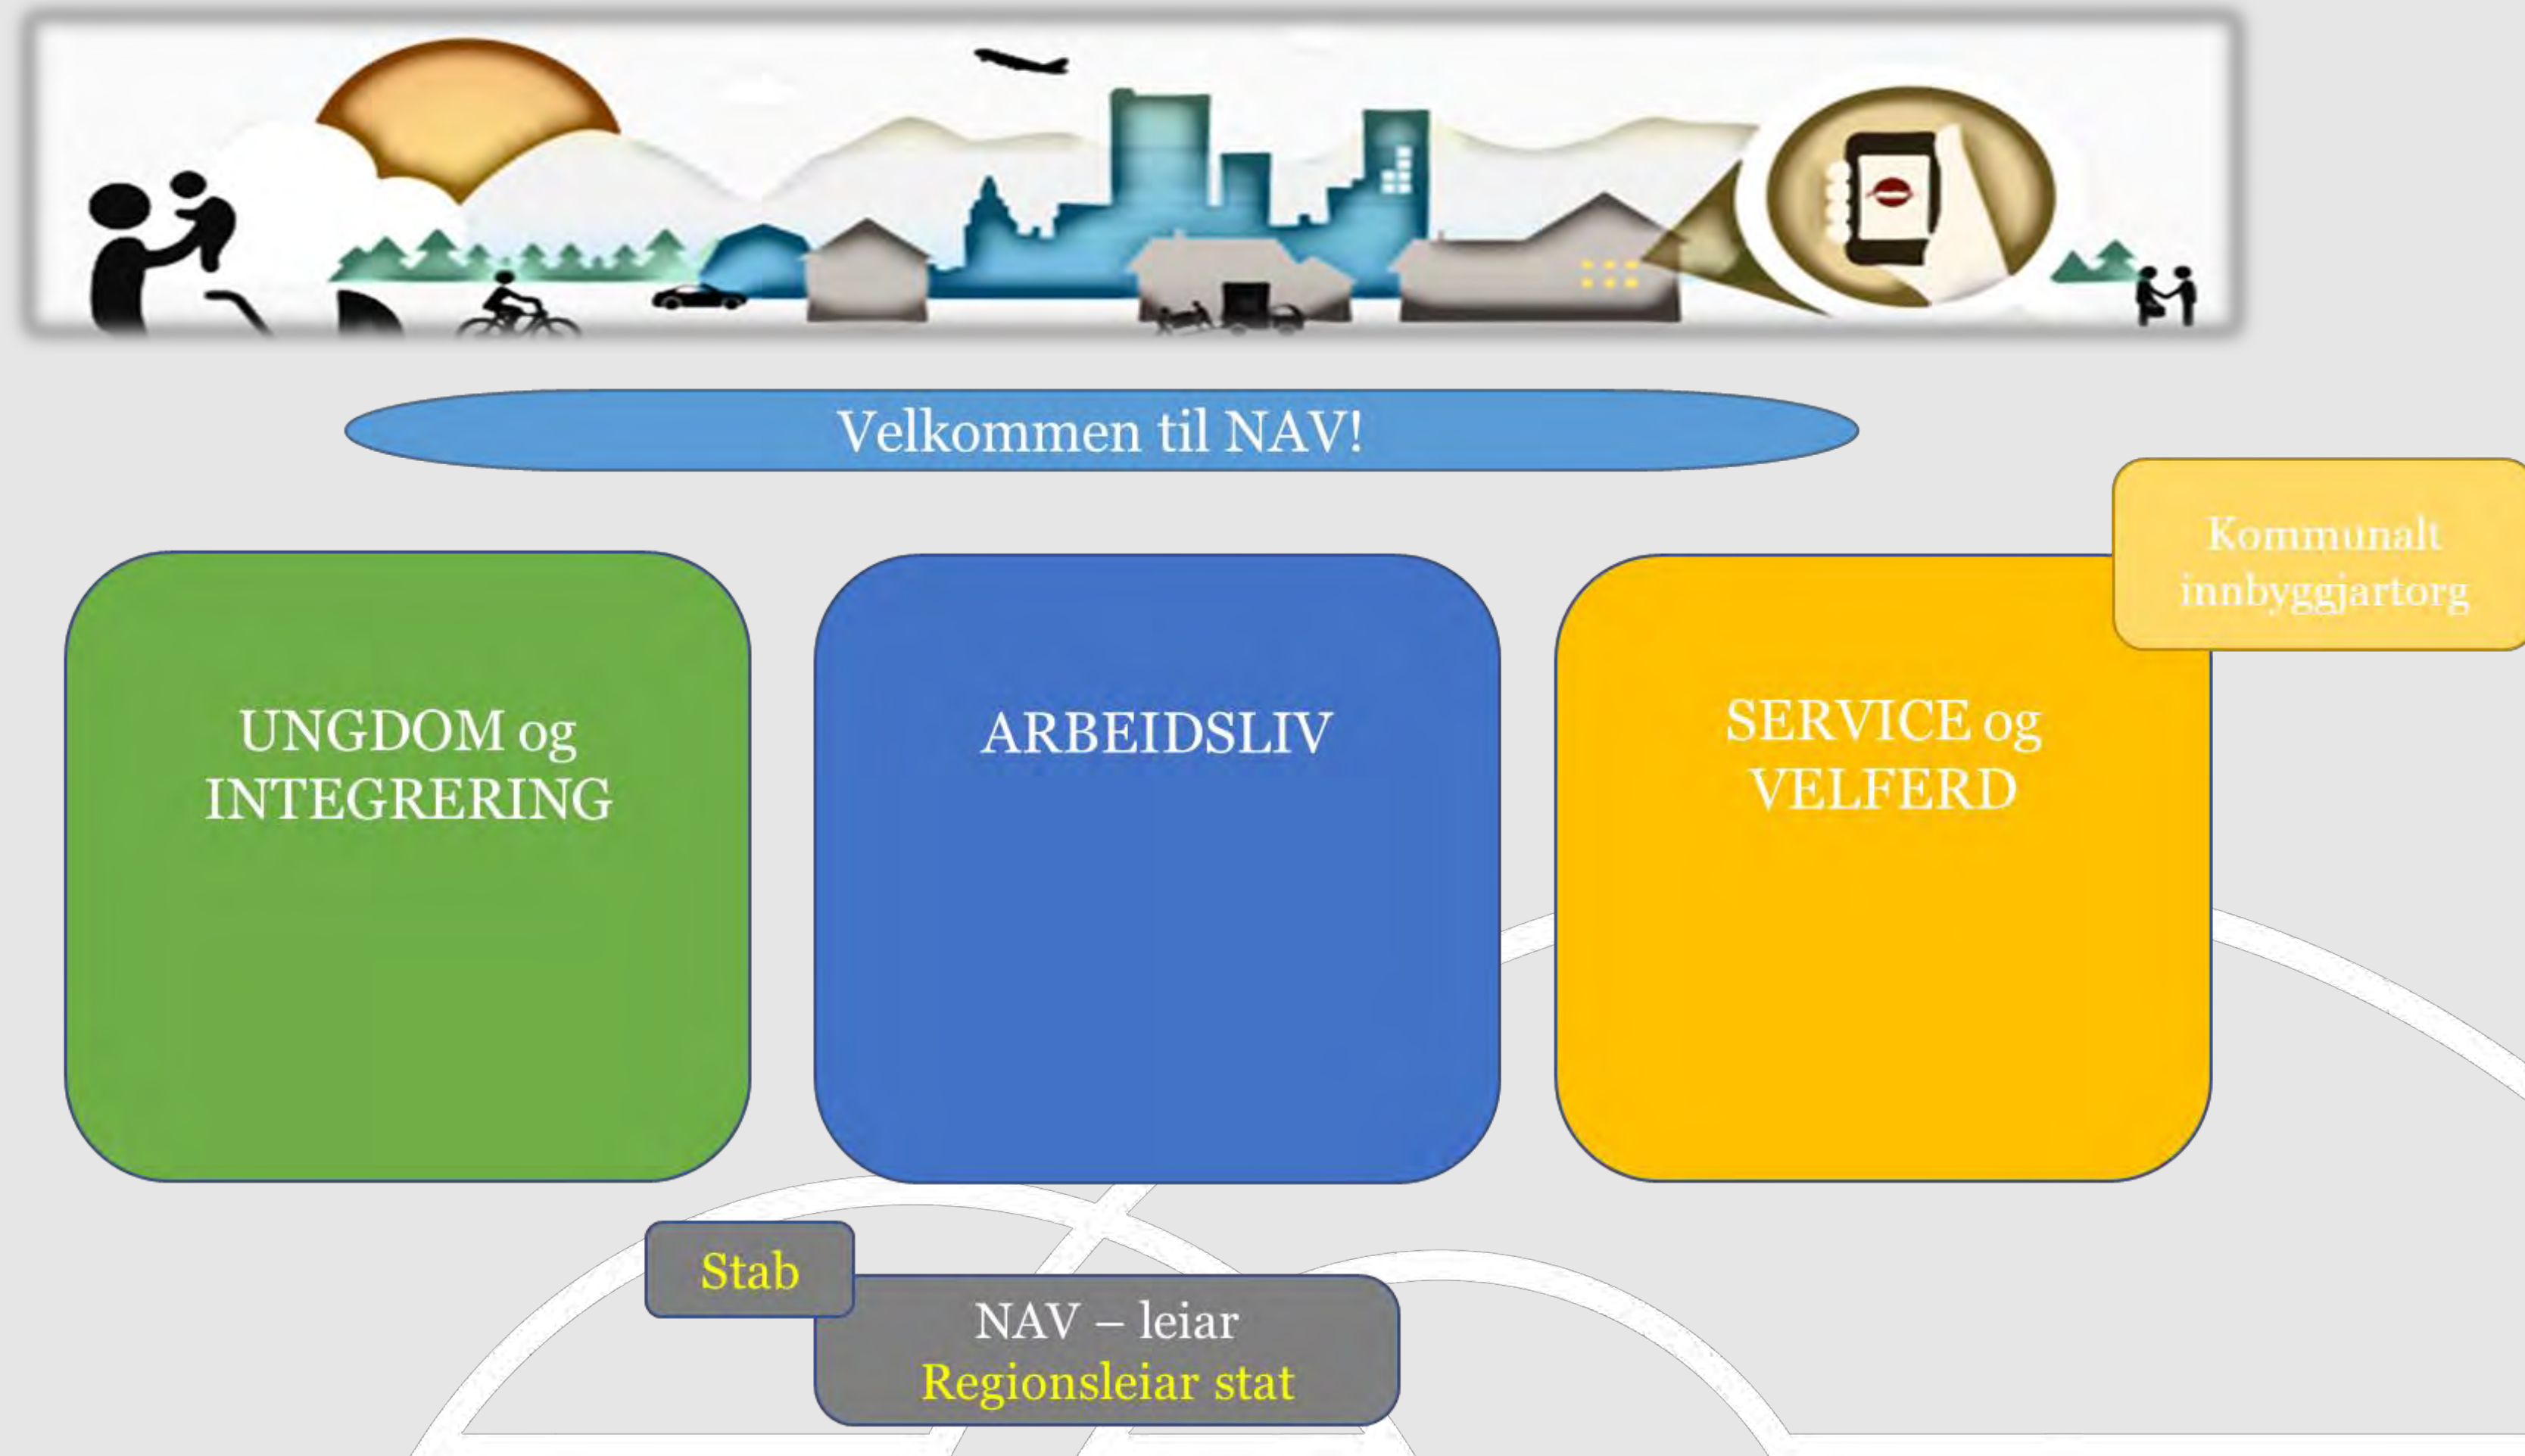 Velkommen til NAV!
Kommunalt
innbyggjartorg
UNGDOM og
INTEGRERING
ARBEIDSLIV
SERVICE og
VELFERD
Stab
NAV – leiar
Regionsleiar stat